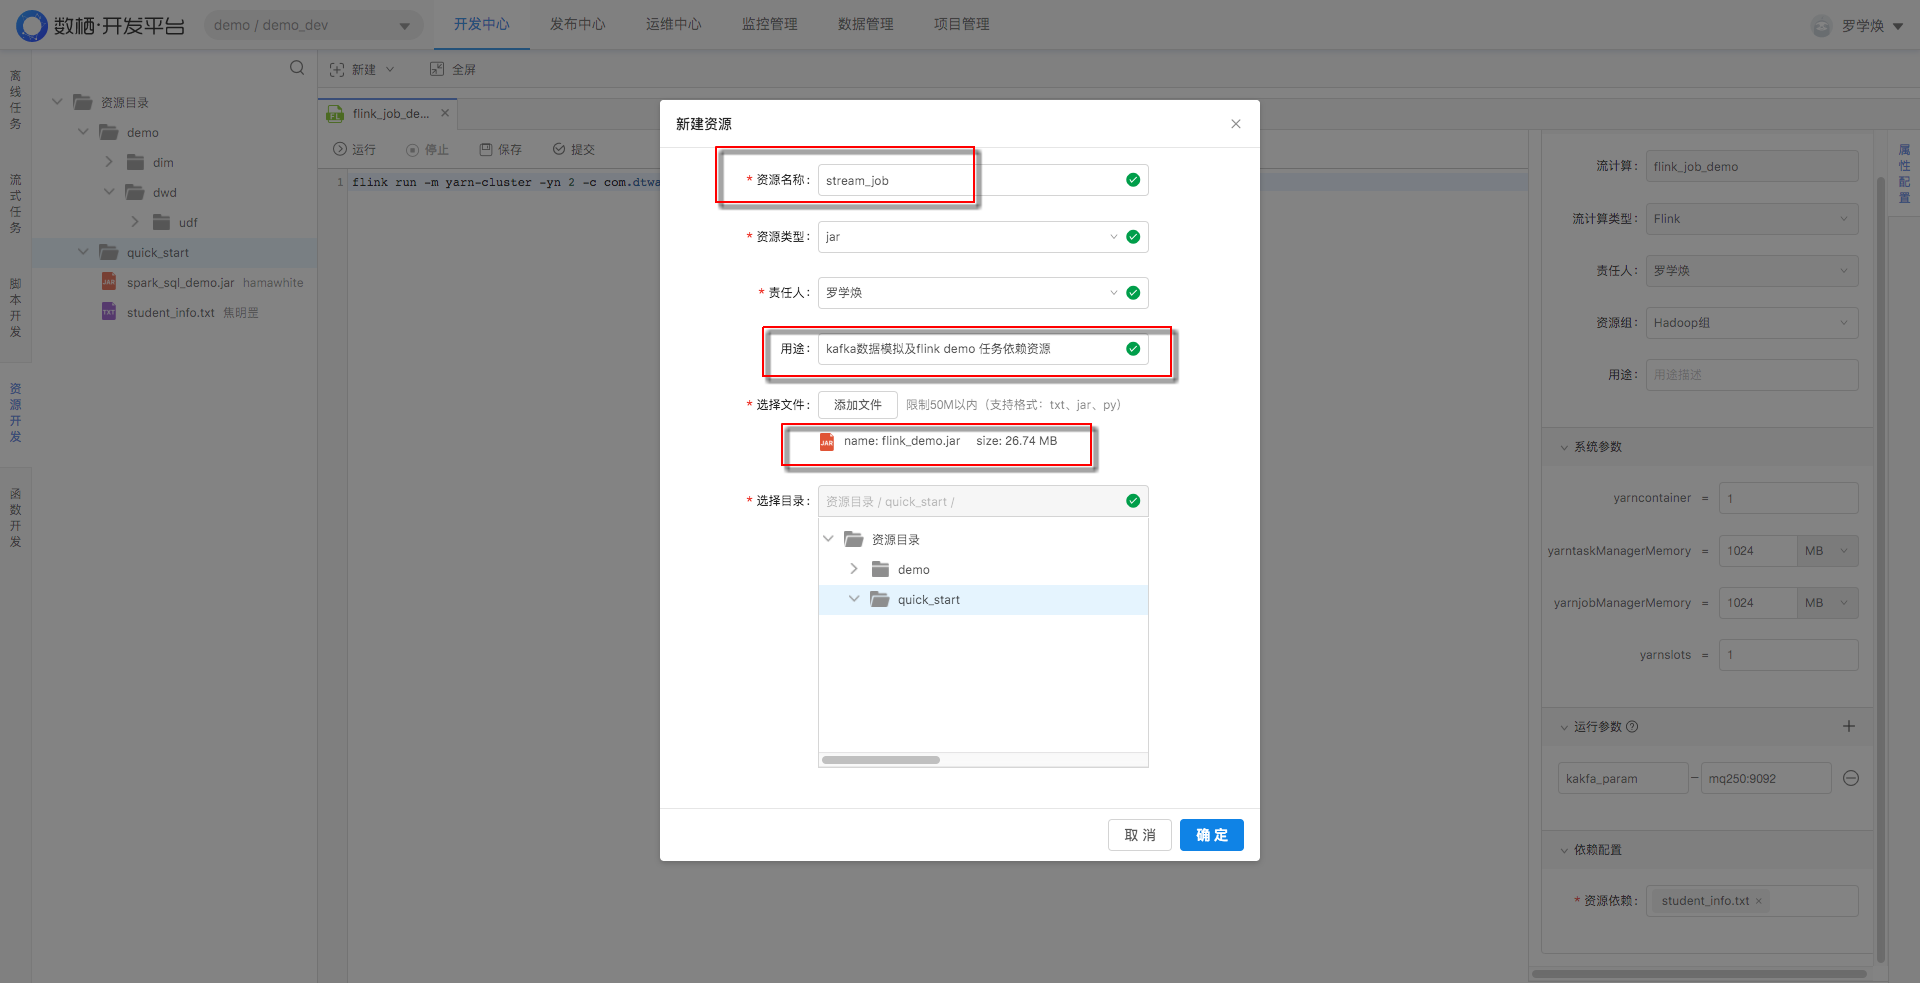 数栖·开发平台
demo / demo_dev
开发中心
发布中心
运维中心
监控管理
数据管理
项目管理
罗学焕
离线任务
流式任务
脚本开发
资源开发
函数开发
资源目录
demo
dim
dwd
udf
quick_start
spark_sql_demo.jar hamawhite
student_info.txt 焦明罡
新建
全屏
flink_job_de...
运行
停止
保存
提交
1 flink run -m yarn-cluster -yn 2 -c com.dtwa
新建资源
* 资源名称: stream_job
* 资源类型: jar
* 责任人: 罗学焕
用途: kafka数据模拟及flink demo 任务依赖资源
* 选择文件: 添加文件 限制50M以内（支持格式：txt、jar、py）
JAR name: flink_demo.jar size: 26.74 MB
* 选择目录: 资源目录 / quick_start /
资源目录
demo
quick_start
取 消
确 定
流计算: flink_job_demo
流计算类型: Flink
责任人: 罗学焕
资源组: Hadoop组
用途: 用途描述
系统参数
yarncontainer = 1
yarntaskManagerMemory = 1024 MB
yarnjobManagerMemory = 1024 MB
yarnslots = 1
运行参数
kakfa_param – mq250:9092
依赖配置
* 资源依赖: student_info.txt ×
属性配置